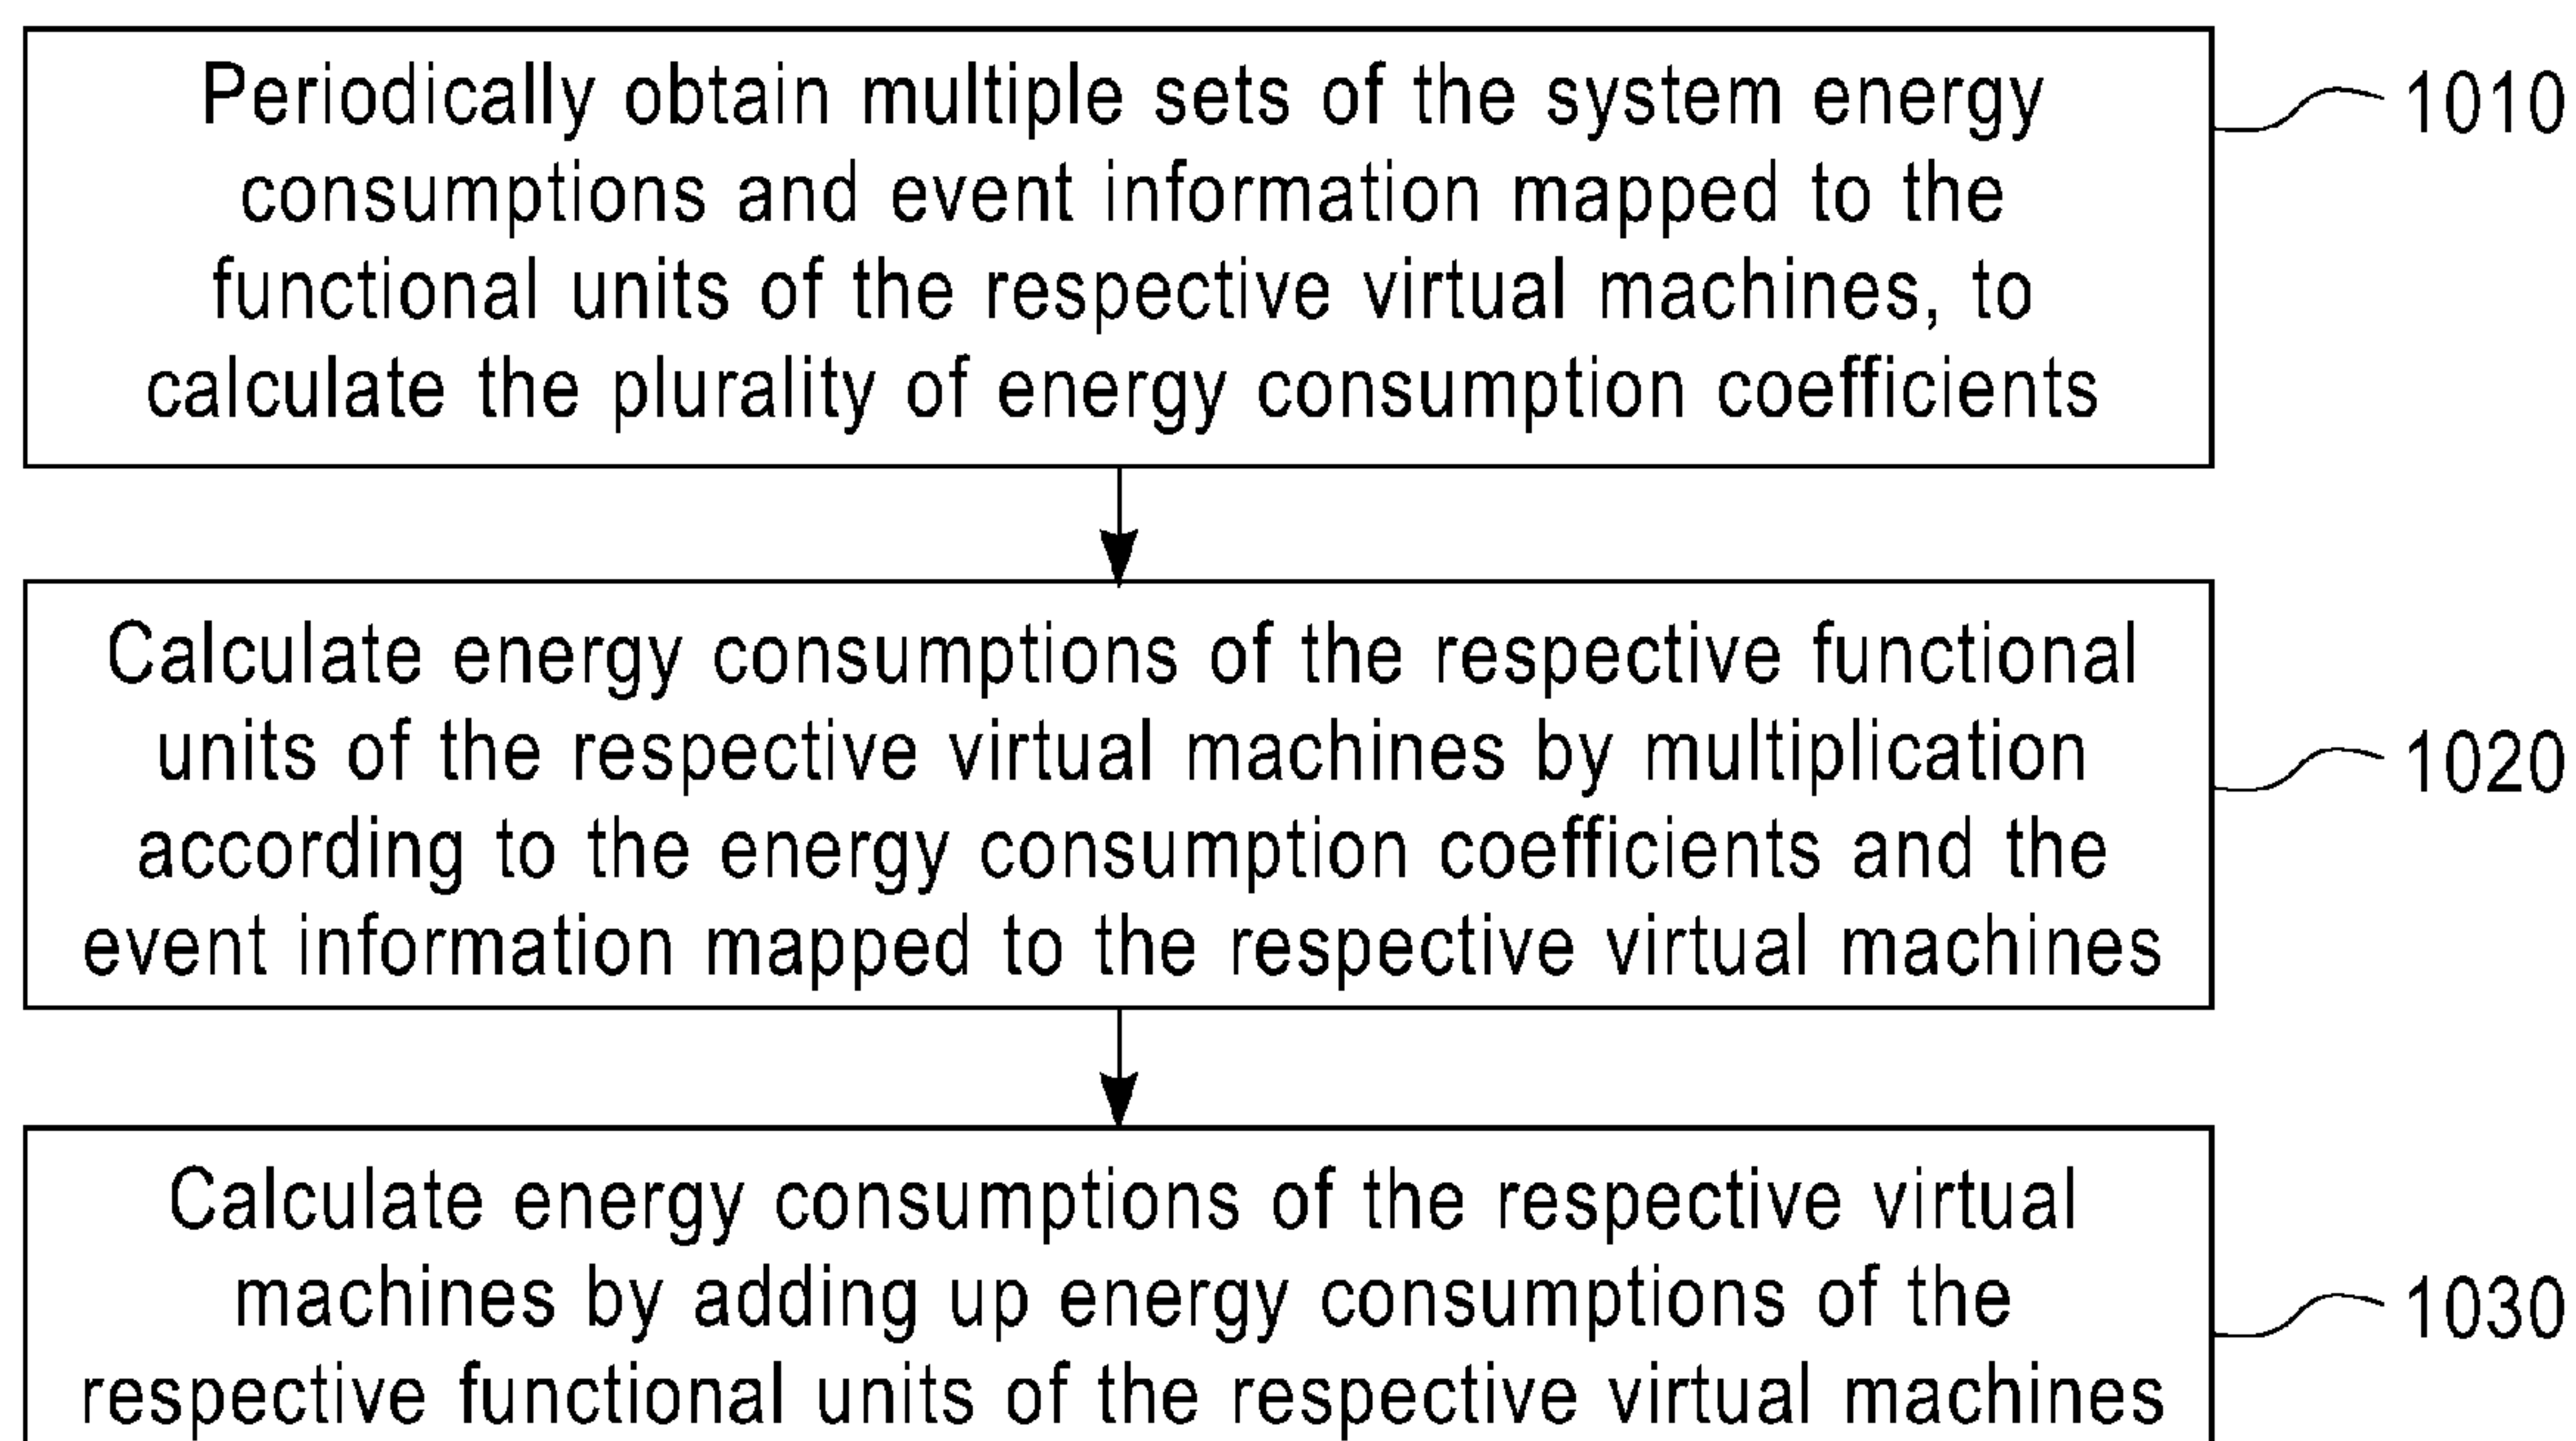 Periodically obtain multiple sets of the system energy
consumptions and event information mapped to the
functional units of the respective virtual machines, to
calculate the plurality of energy consumption coefficients
1010
Calculate energy consumptions of the respective functional
units of the respective virtual machines by multiplication
according to the energy consumption coefficients and the
event information mapped to the respective virtual machines
1020
Calculate energy consumptions of the respective virtual
machines by adding up energy consumptions of the
respective functional units of the respective virtual machines
1030